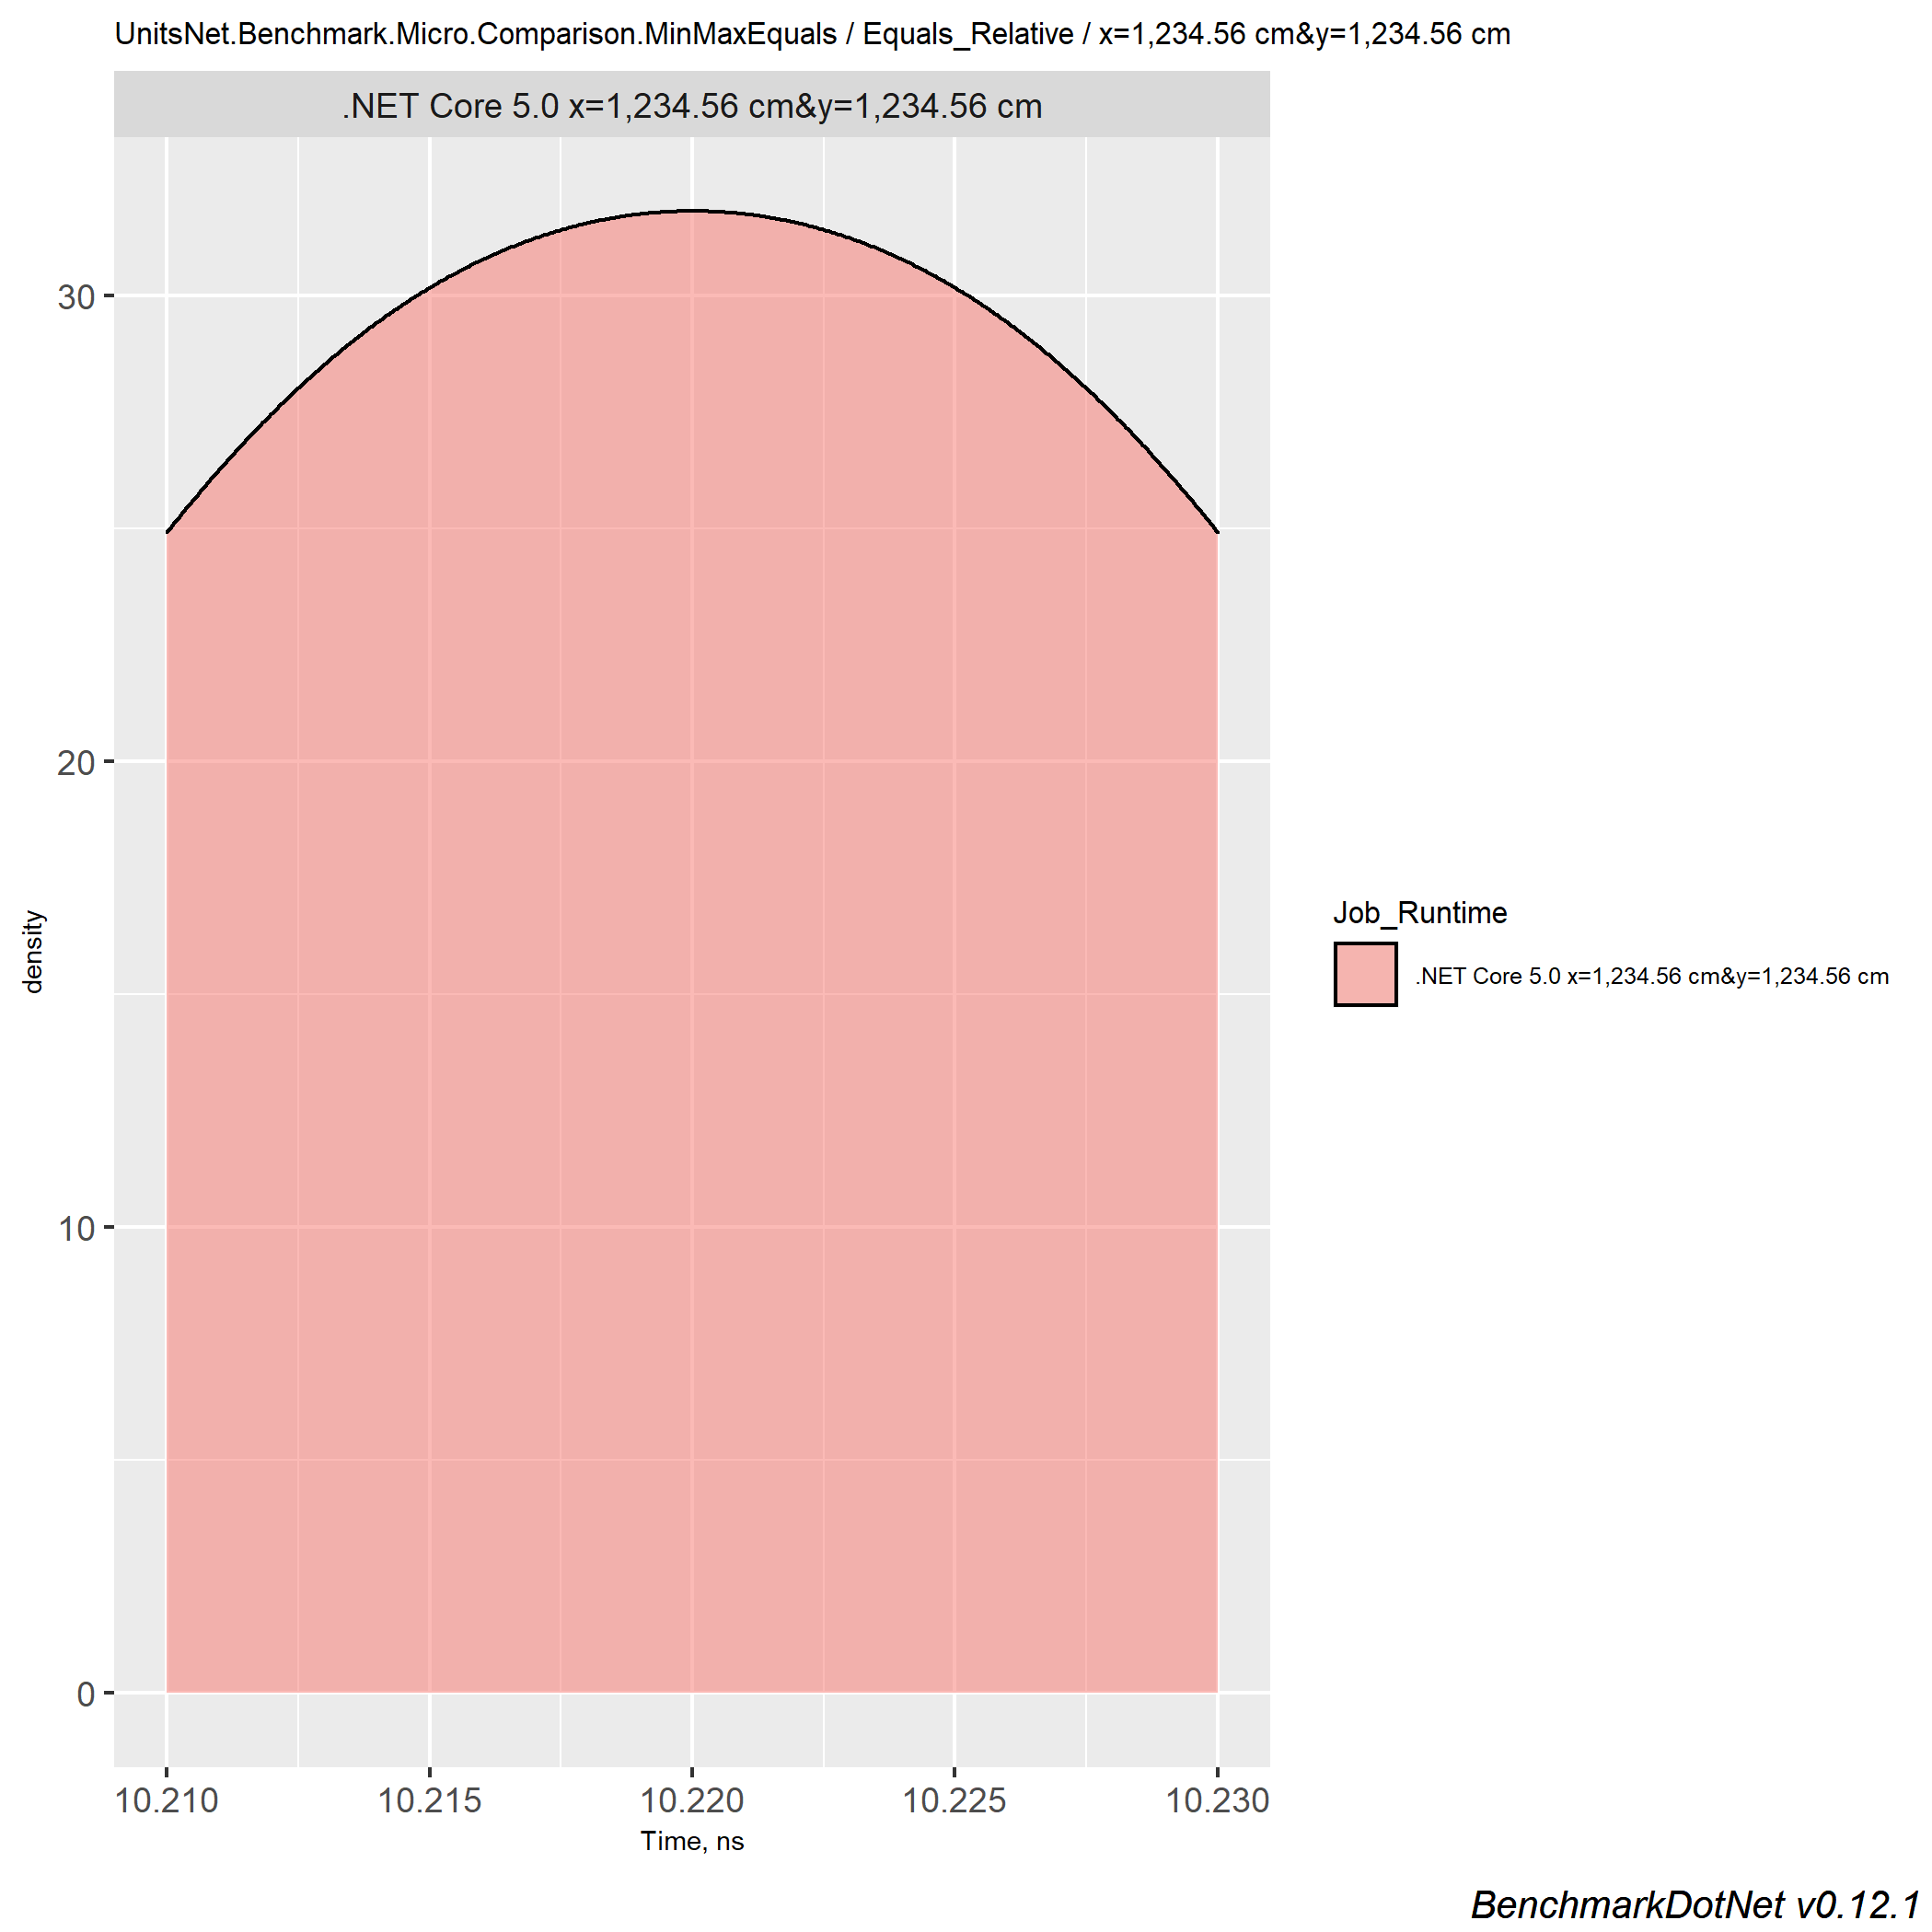 UnitsNet.Benchmark.Micro.Comparison.MinMaxEquals / Equals_Relative / x=1,234.56 cm&y=1,234.56 cm
.NET Core 5.0 x=1,234.56 cm&y=1,234.56 cm
30
20
10
0
density
10.210 10.215 10.220 10.225 10.230
Time, ns
Job_Runtime
.NET Core 5.0 x=1,234.56 cm&y=1,234.56 cm
BenchmarkDotNet v0.12.1